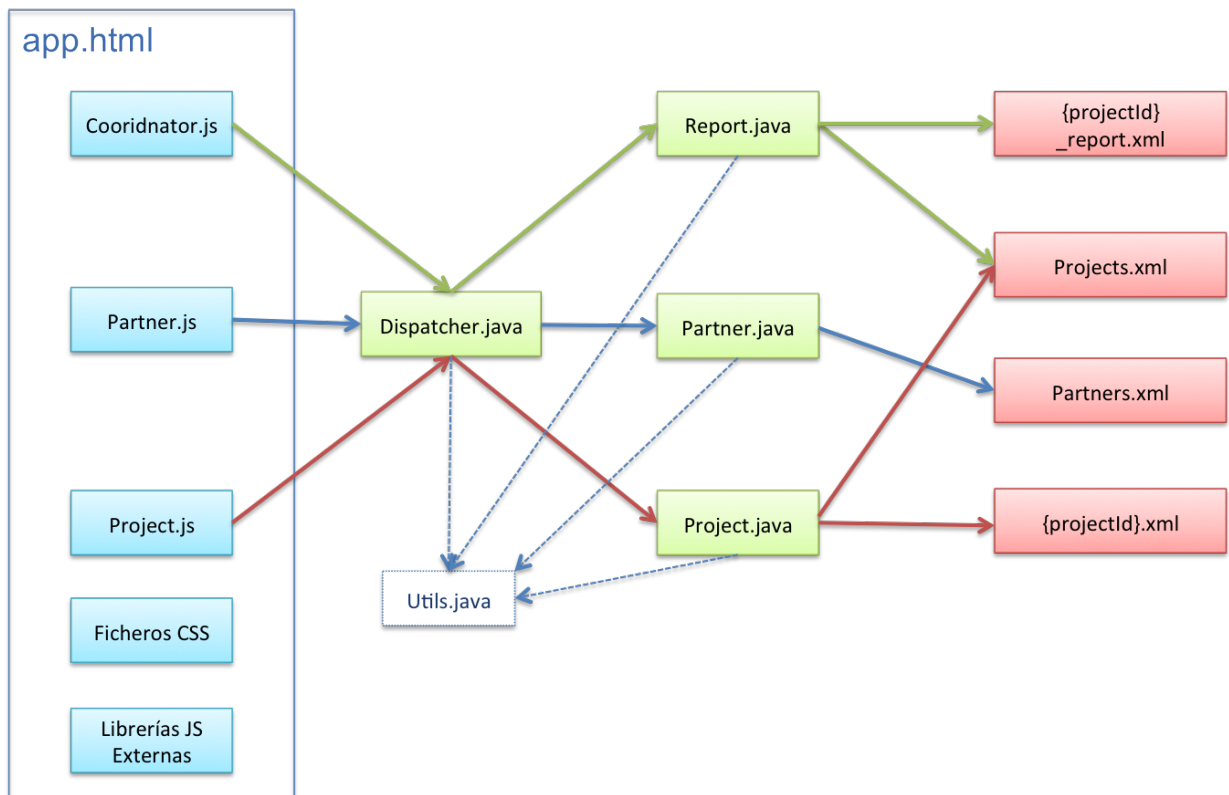 app.html
Cooridnator.js
Report.java
{projectId}
_report.xml
Projects.xml
Partner.js
Dispatcher.java
Partner.java
Partners.xml
Project.js
Project.java
{projectId}.xml
Utils.java
Ficheros CSS
Librerías JS
Externas